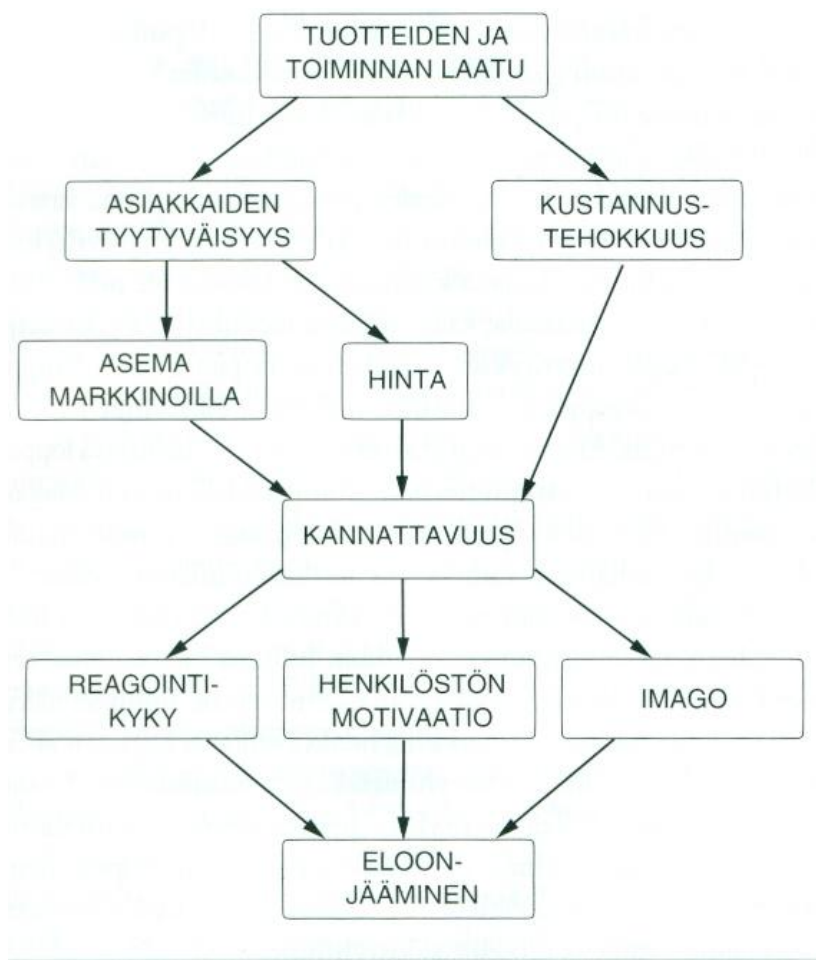 TUOTTEIDEN JA
TOIMINNAN LAATU
ASIAKKAIDEN
TYYTYVÄISYYS
KUSTANNUS-
TEHOKKUUS
ASEMA
MARKKINOILLA
HINTA
KANNATTAVUUS
REAGOINTI-
KYKY
HENKILÖSTÖN
MOTIVAATIO
IMAGO
ELOON-
JÄÄMINEN